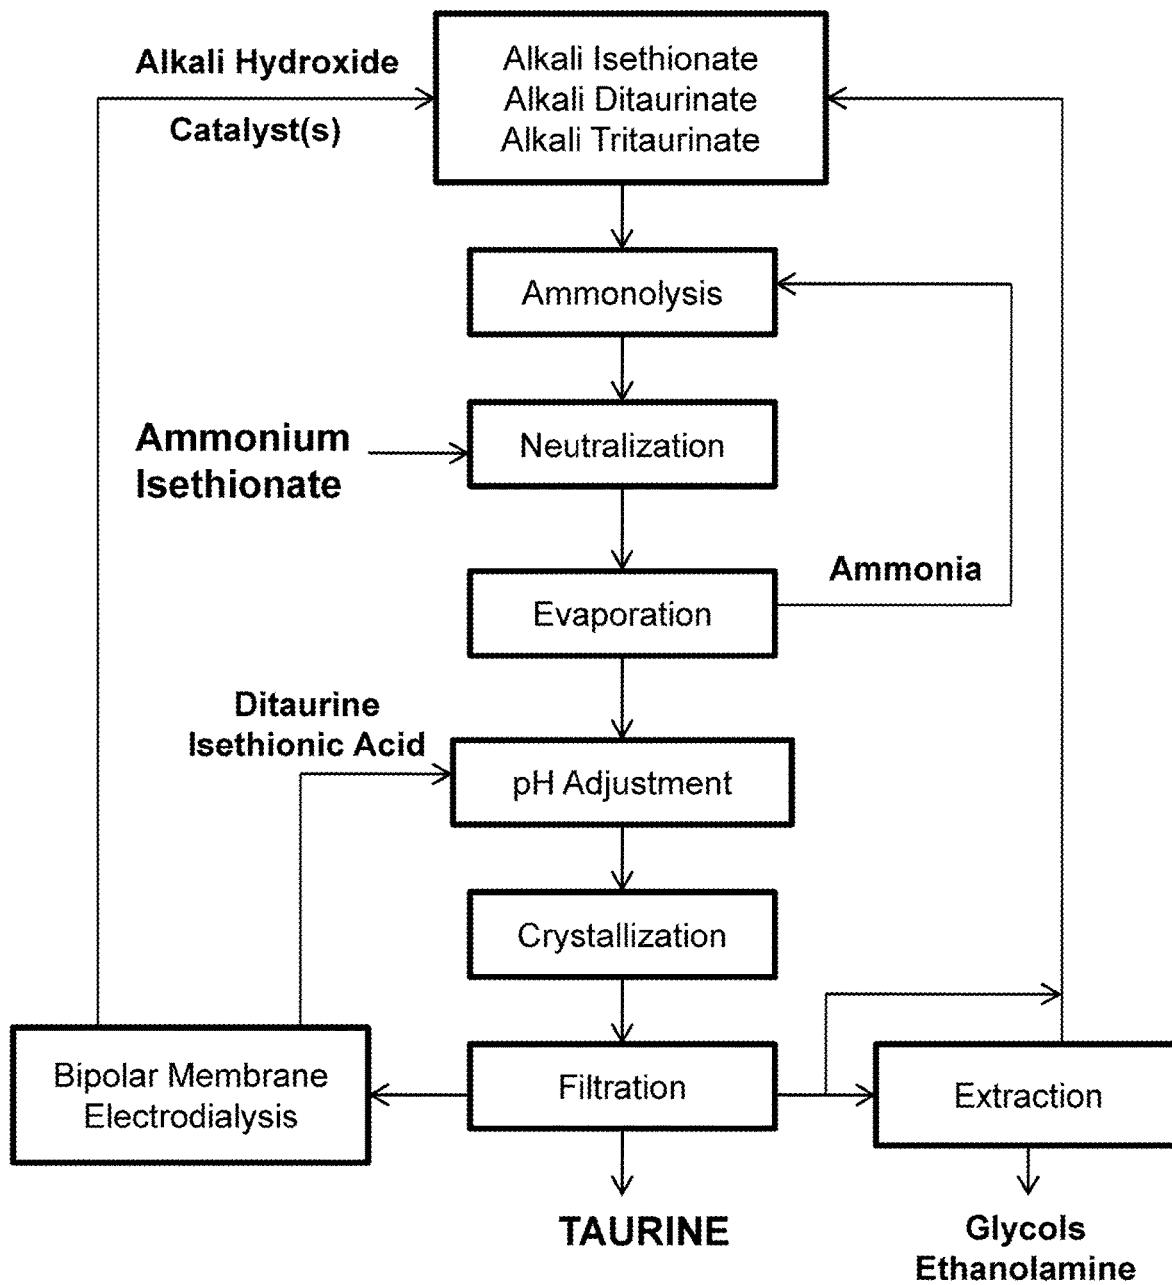 Alkali Hydroxide
Catalyst(s)
Alkali Isethionate
Alkali Ditaurinate
Alkali Tritaurinate
Ammonolysis
Ammonium
Isethionate
Neutralization
Evaporation
Ammonia
Ditaurine
Isethionic Acid
pH Adjustment
Crystallization
Bipolar Membrane
Electrodialysis
Filtration
Extraction
TAURINE
Glycols
Ethanolamine